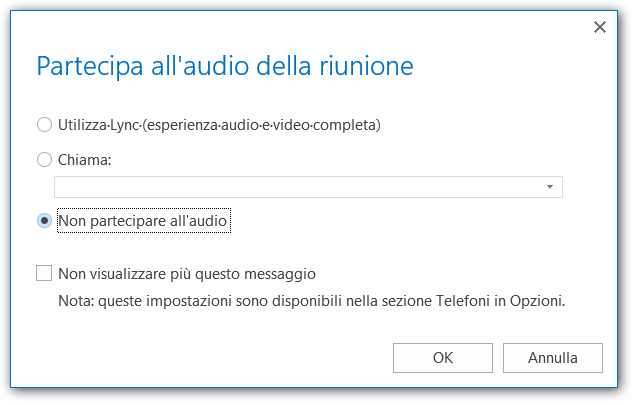 Partecipa all'audio della riunione
Utilizza·Lync·(esperienza·audio·e·video·completa)
Chiama:
Non partecipare all'audio
Non visualizzare più questo messaggio
Nota: queste impostazioni sono disponibili nella sezione Telefoni in Opzioni.
OK
Annulla